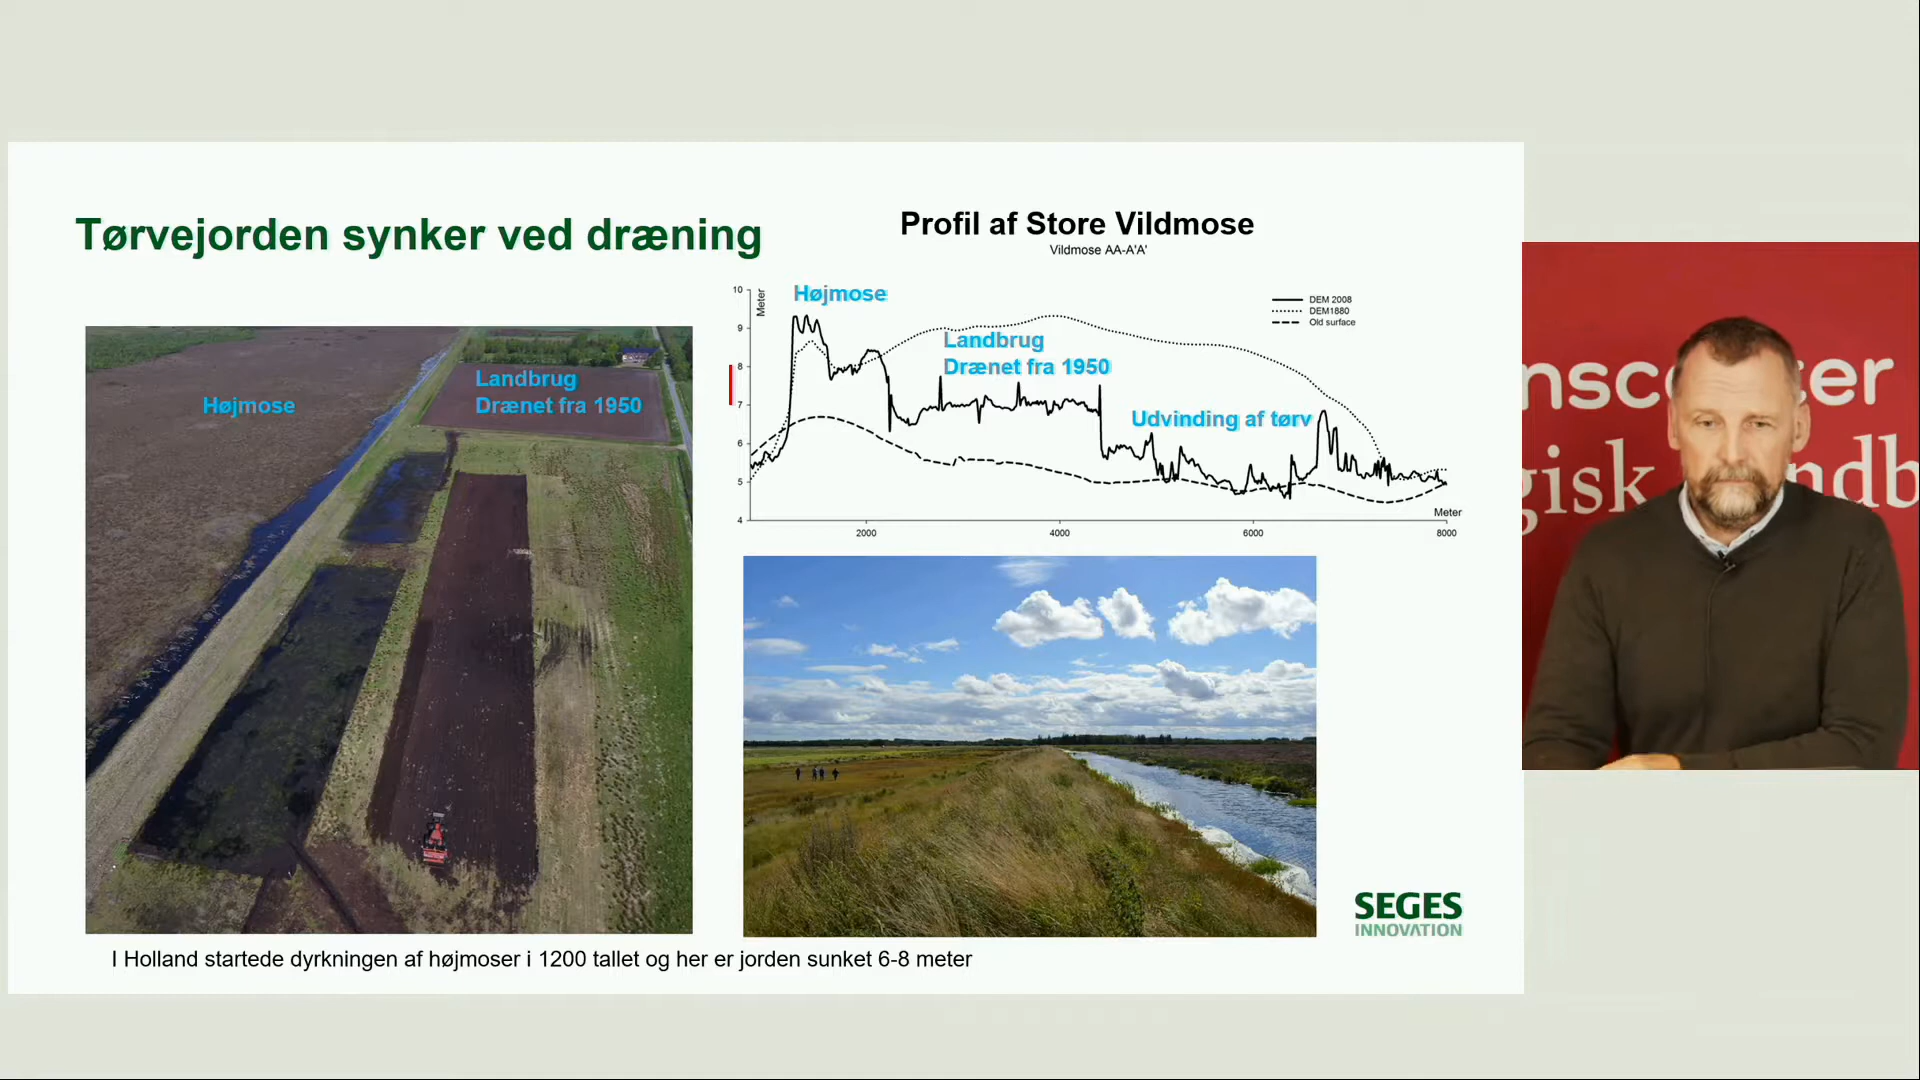 Tørvejorden synker ved dræning
Profil af Store Vildmose
Vildmose AA-A'A'
Højmose
Landbrug
Drænet fra 1950
Meter
10
9
8
7
6
5
4
Højmose
Landbrug
Drænet fra 1950
Udvinding af tørv
DEM 2008
DEM1880
Old surface
Meter
2000
4000
6000
8000
SEGES
INNOVATION
I Holland startede dyrkningen af højmoser i 1200 tallet og her er jorden sunket 6-8 meter